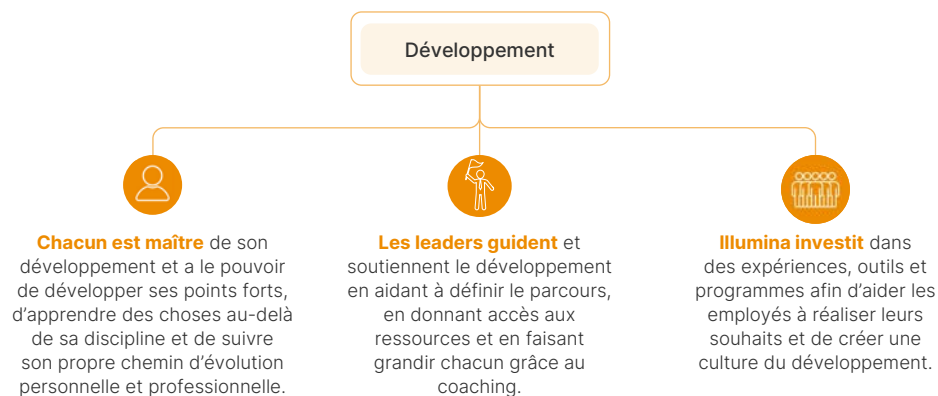 Développement
Chacun est maître de son
développement et a le pouvoir
de développer ses points forts,
d’apprendre des choses au-delà
de sa discipline et de suivre
son propre chemin d’évolution
personnelle et professionnelle.
Les leaders guident et
soutiennent le développement
en aidant à définir le parcours,
en donnant accès aux
ressources et en faisant
grandir chacun grâce au
coaching.
Illumina investit dans
des expériences, outils et
programmes afin d’aider les
employés à réaliser leurs
souhaits et de créer une
culture du développement.